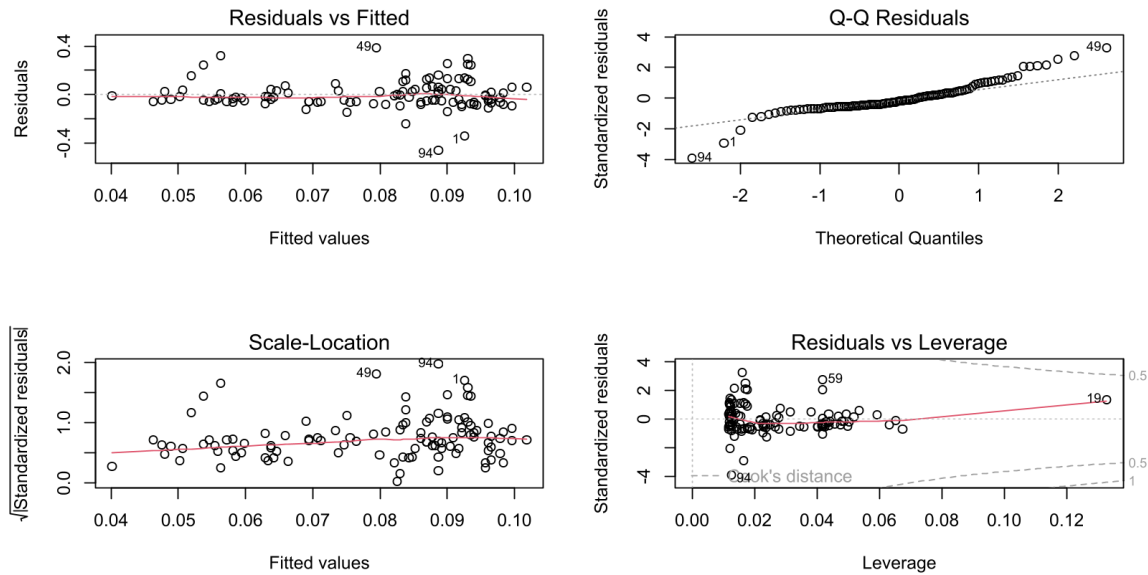 Residuals vs Fitted
Residuals
0.4
0.0
-0.4
49
1
94
0.04 0.05 0.06 0.07 0.08 0.09 0.10
Fitted values
Q-Q Residuals
Standardized residuals
4
2
0
-2
-4
49
1
94
-2 -1 0 1 2
Theoretical Quantiles
Scale-Location
√|Standardized residuals|
2.0
1.0
0.0
49
94
1
0.04 0.05 0.06 0.07 0.08 0.09 0.10
Fitted values
Residuals vs Leverage
Standardized residuals
4
2
0
-2
-4
59
19
94
Cook's distance
0.5
0.5
1
0.00 0.02 0.04 0.06 0.08 0.10 0.12
Leverage